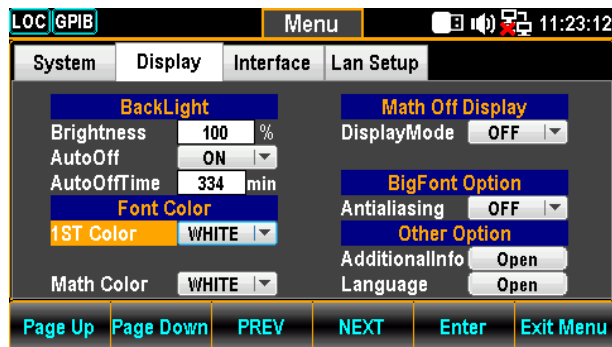 LOC GPIB Menu 11:23:12
System Display Interface Lan Setup
BackLight
Brightness 100 %
AutoOff ON
AutoOffTime 334 min
Font Color
1ST Color WHITE
Math Color WHITE
Math Off Display
DisplayMode OFF
BigFont Option
Antialiasing OFF
Other Option
AdditionalInfo Open
Language Open
Page Up Page Down PREV NEXT Enter Exit Menu